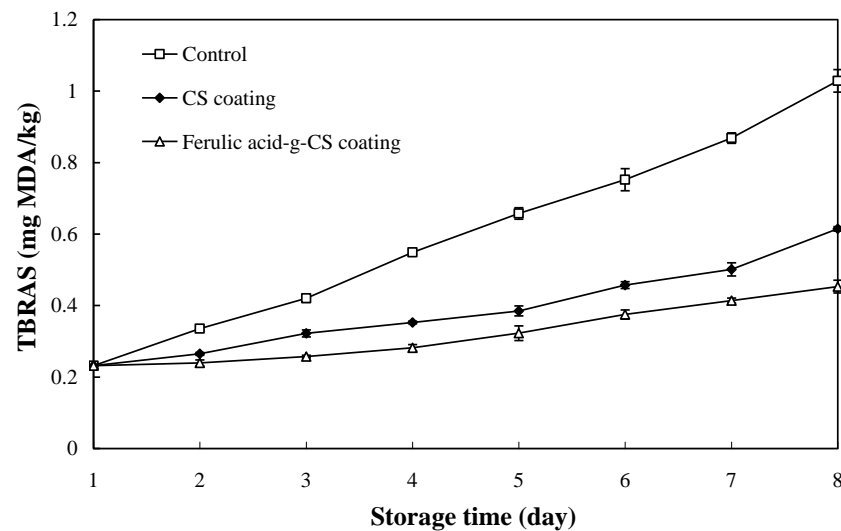 1.2
1
0.8
0.6
0.4
0.2
0
TBRAS (mg MDA/kg)
Control
CS coating
Ferulic acid-g-CS coating
1 2 3 4 5 6 7 8
Storage time (day)